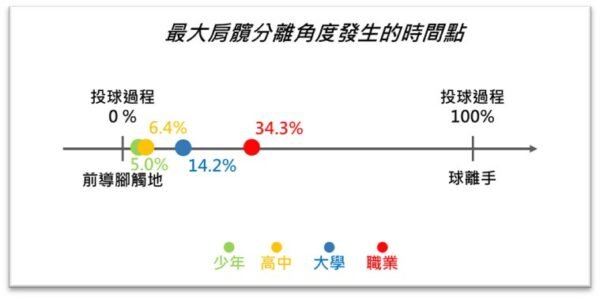 最大肩髖分離角度發生的時間點
投球過程
0 %
投球過程
100%
6.4%
34.3%
5.0%
14.2%
前導腳觸地
球離手
少年
高中
大學
職業